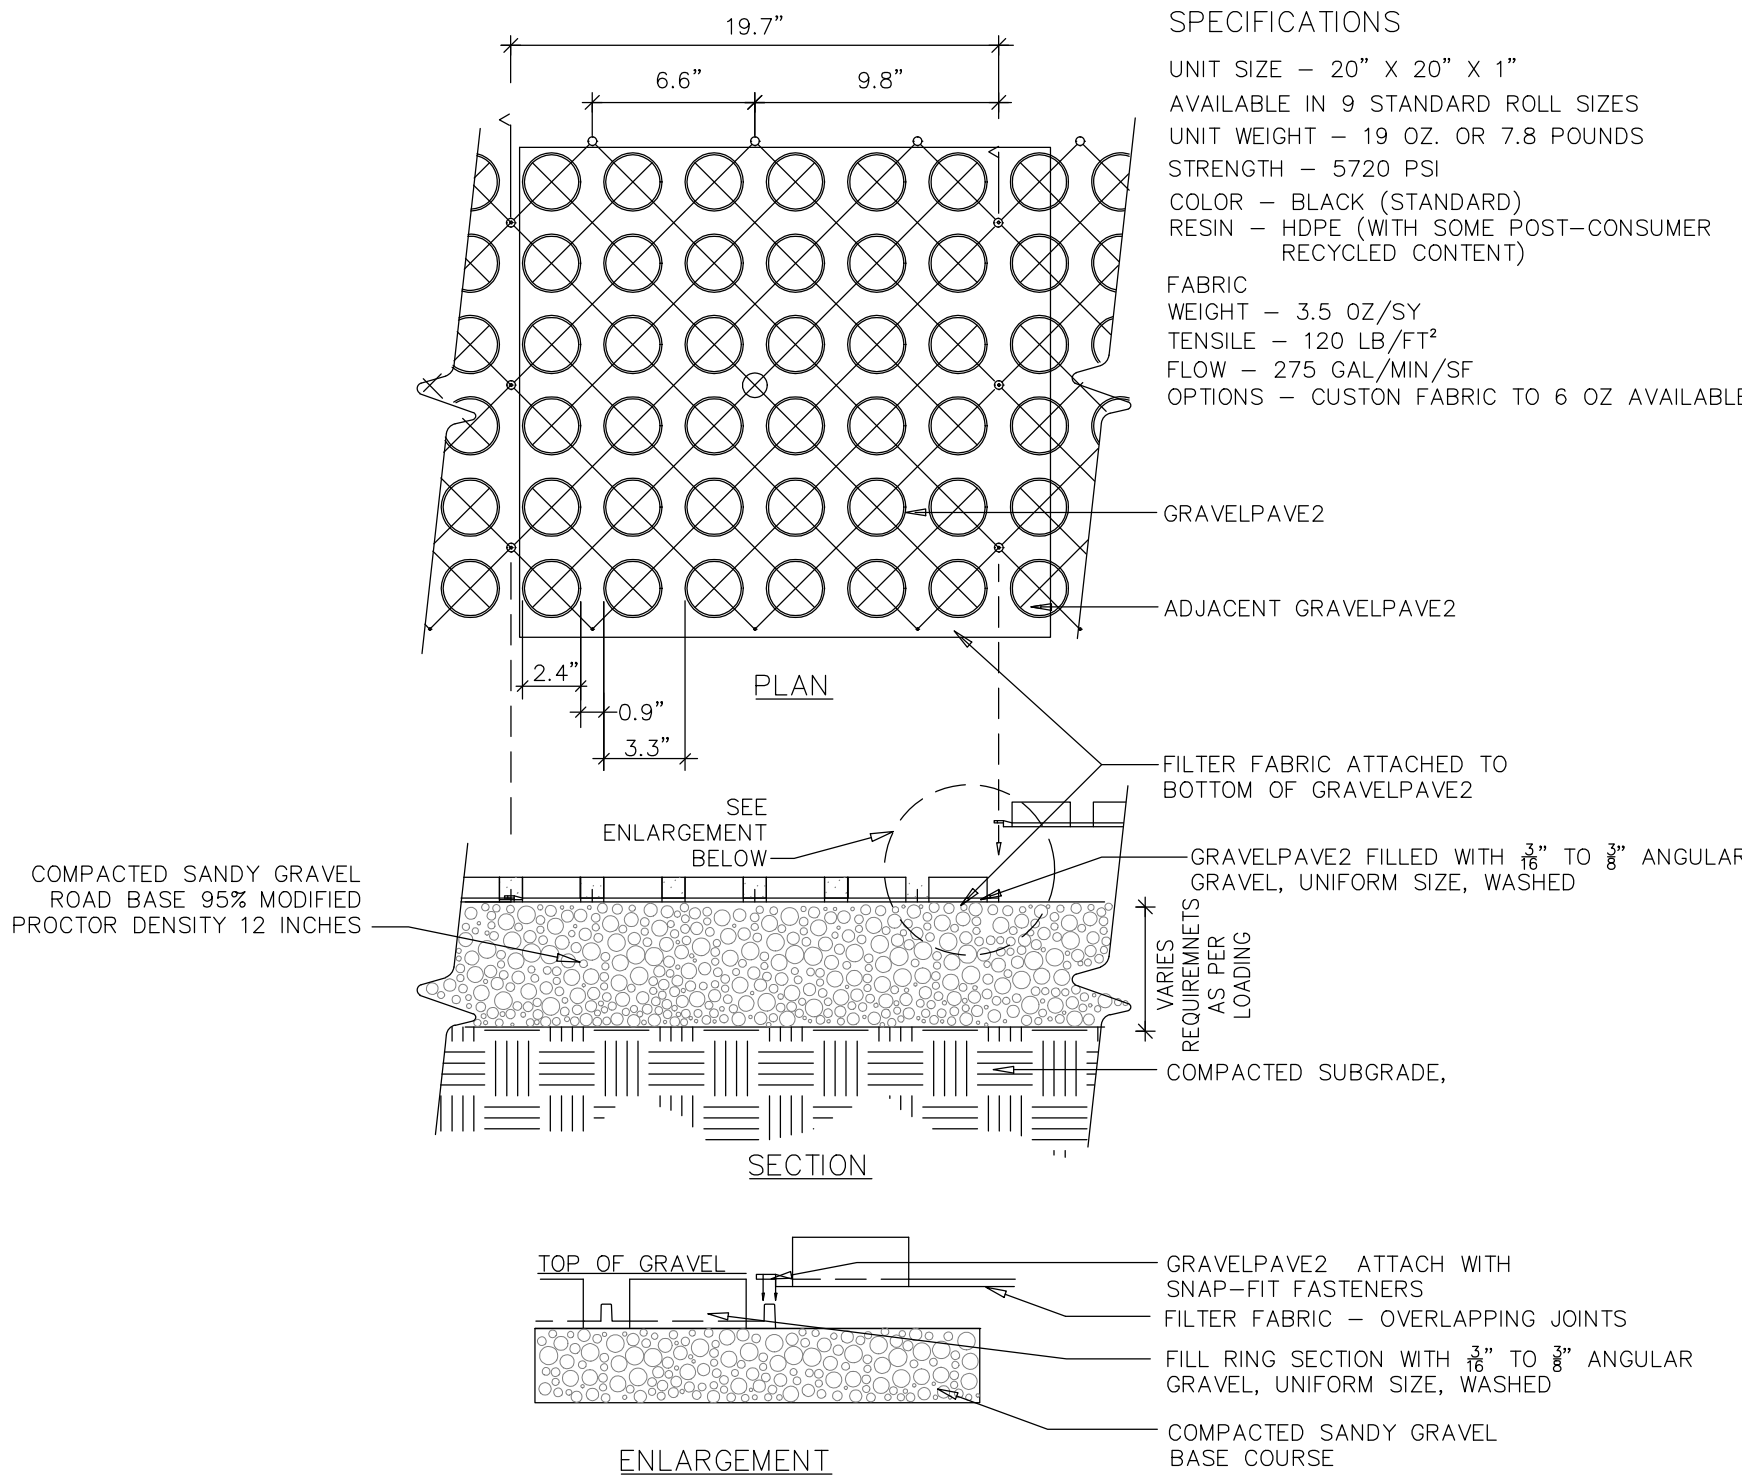 SPECIFICATIONS
UNIT SIZE – 20" X 20" X 1"
AVAILABLE IN 9 STANDARD ROLL SIZES
UNIT WEIGHT – 19 OZ. OR 7.8 POUNDS
STRENGTH – 5720 PSI
COLOR – BLACK (STANDARD)
RESIN – HDPE (WITH SOME POST–CONSUMER
RECYCLED CONTENT)
FABRIC
WEIGHT – 3.5 OZ/SY
TENSILE – 120 LB/FT²
FLOW – 275 GAL/MIN/SF
OPTIONS – CUSTON FABRIC TO 6 OZ AVAILABLE
19.7"
6.6"
9.8"
GRAVELPAVE2
ADJACENT GRAVELPAVE2
2.4"
0.9"
3.3"
PLAN
FILTER FABRIC ATTACHED TO
BOTTOM OF GRAVELPAVE2
SEE
ENLARGEMENT
BELOW
GRAVELPAVE2 FILLED WITH 3/16" TO 3/8" ANGULAR
GRAVEL, UNIFORM SIZE, WASHED
COMPACTED SANDY GRAVEL
ROAD BASE 95% MODIFIED
PROCTOR DENSITY 12 INCHES
VARIES
REQUIREMNETS
AS PER
LOADING
COMPACTED SUBGRADE,
SECTION
TOP OF GRAVEL
GRAVELPAVE2 ATTACH WITH
SNAP–FIT FASTENERS
FILTER FABRIC – OVERLAPPING JOINTS
FILL RING SECTION WITH 3/16" TO 3/8" ANGULAR
GRAVEL, UNIFORM SIZE, WASHED
COMPACTED SANDY GRAVEL
BASE COURSE
ENLARGEMENT